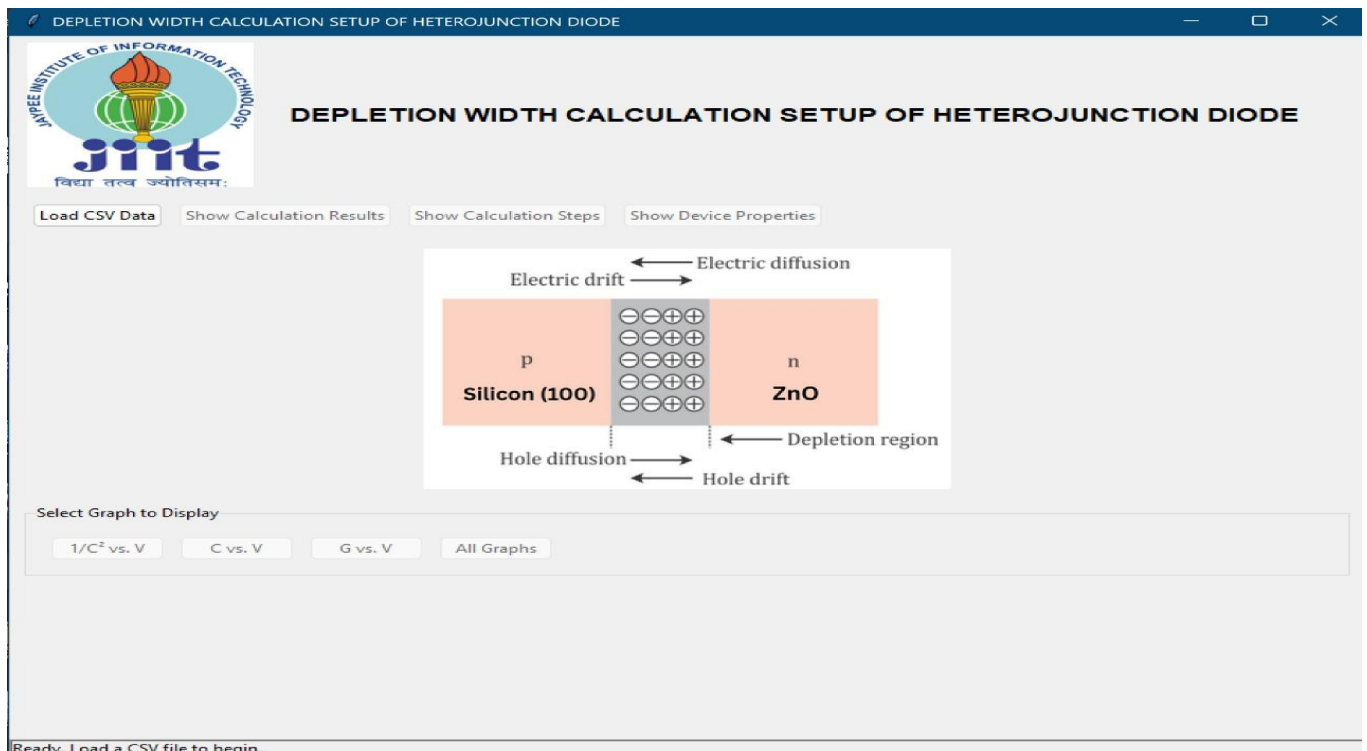 DEPLETION WIDTH CALCULATION SETUP OF HETEROJUNCTION DIODE
JAYPEE INSTITUTE OF INFORMATION TECHNOLOGY
jiit
विद्या तत्व ज्योतिसमः
DEPLETION WIDTH CALCULATION SETUP OF HETEROJUNCTION DIODE
Load CSV Data Show Calculation Results Show Calculation Steps Show Device Properties
Electric diffusion
Electric drift
p n
Silicon (100) ZnO
Depletion region
Hole diffusion
Hole drift
Select Graph to Display
1/C² vs. V C vs. V G vs. V All Graphs
Ready. Load a CSV file to begin.